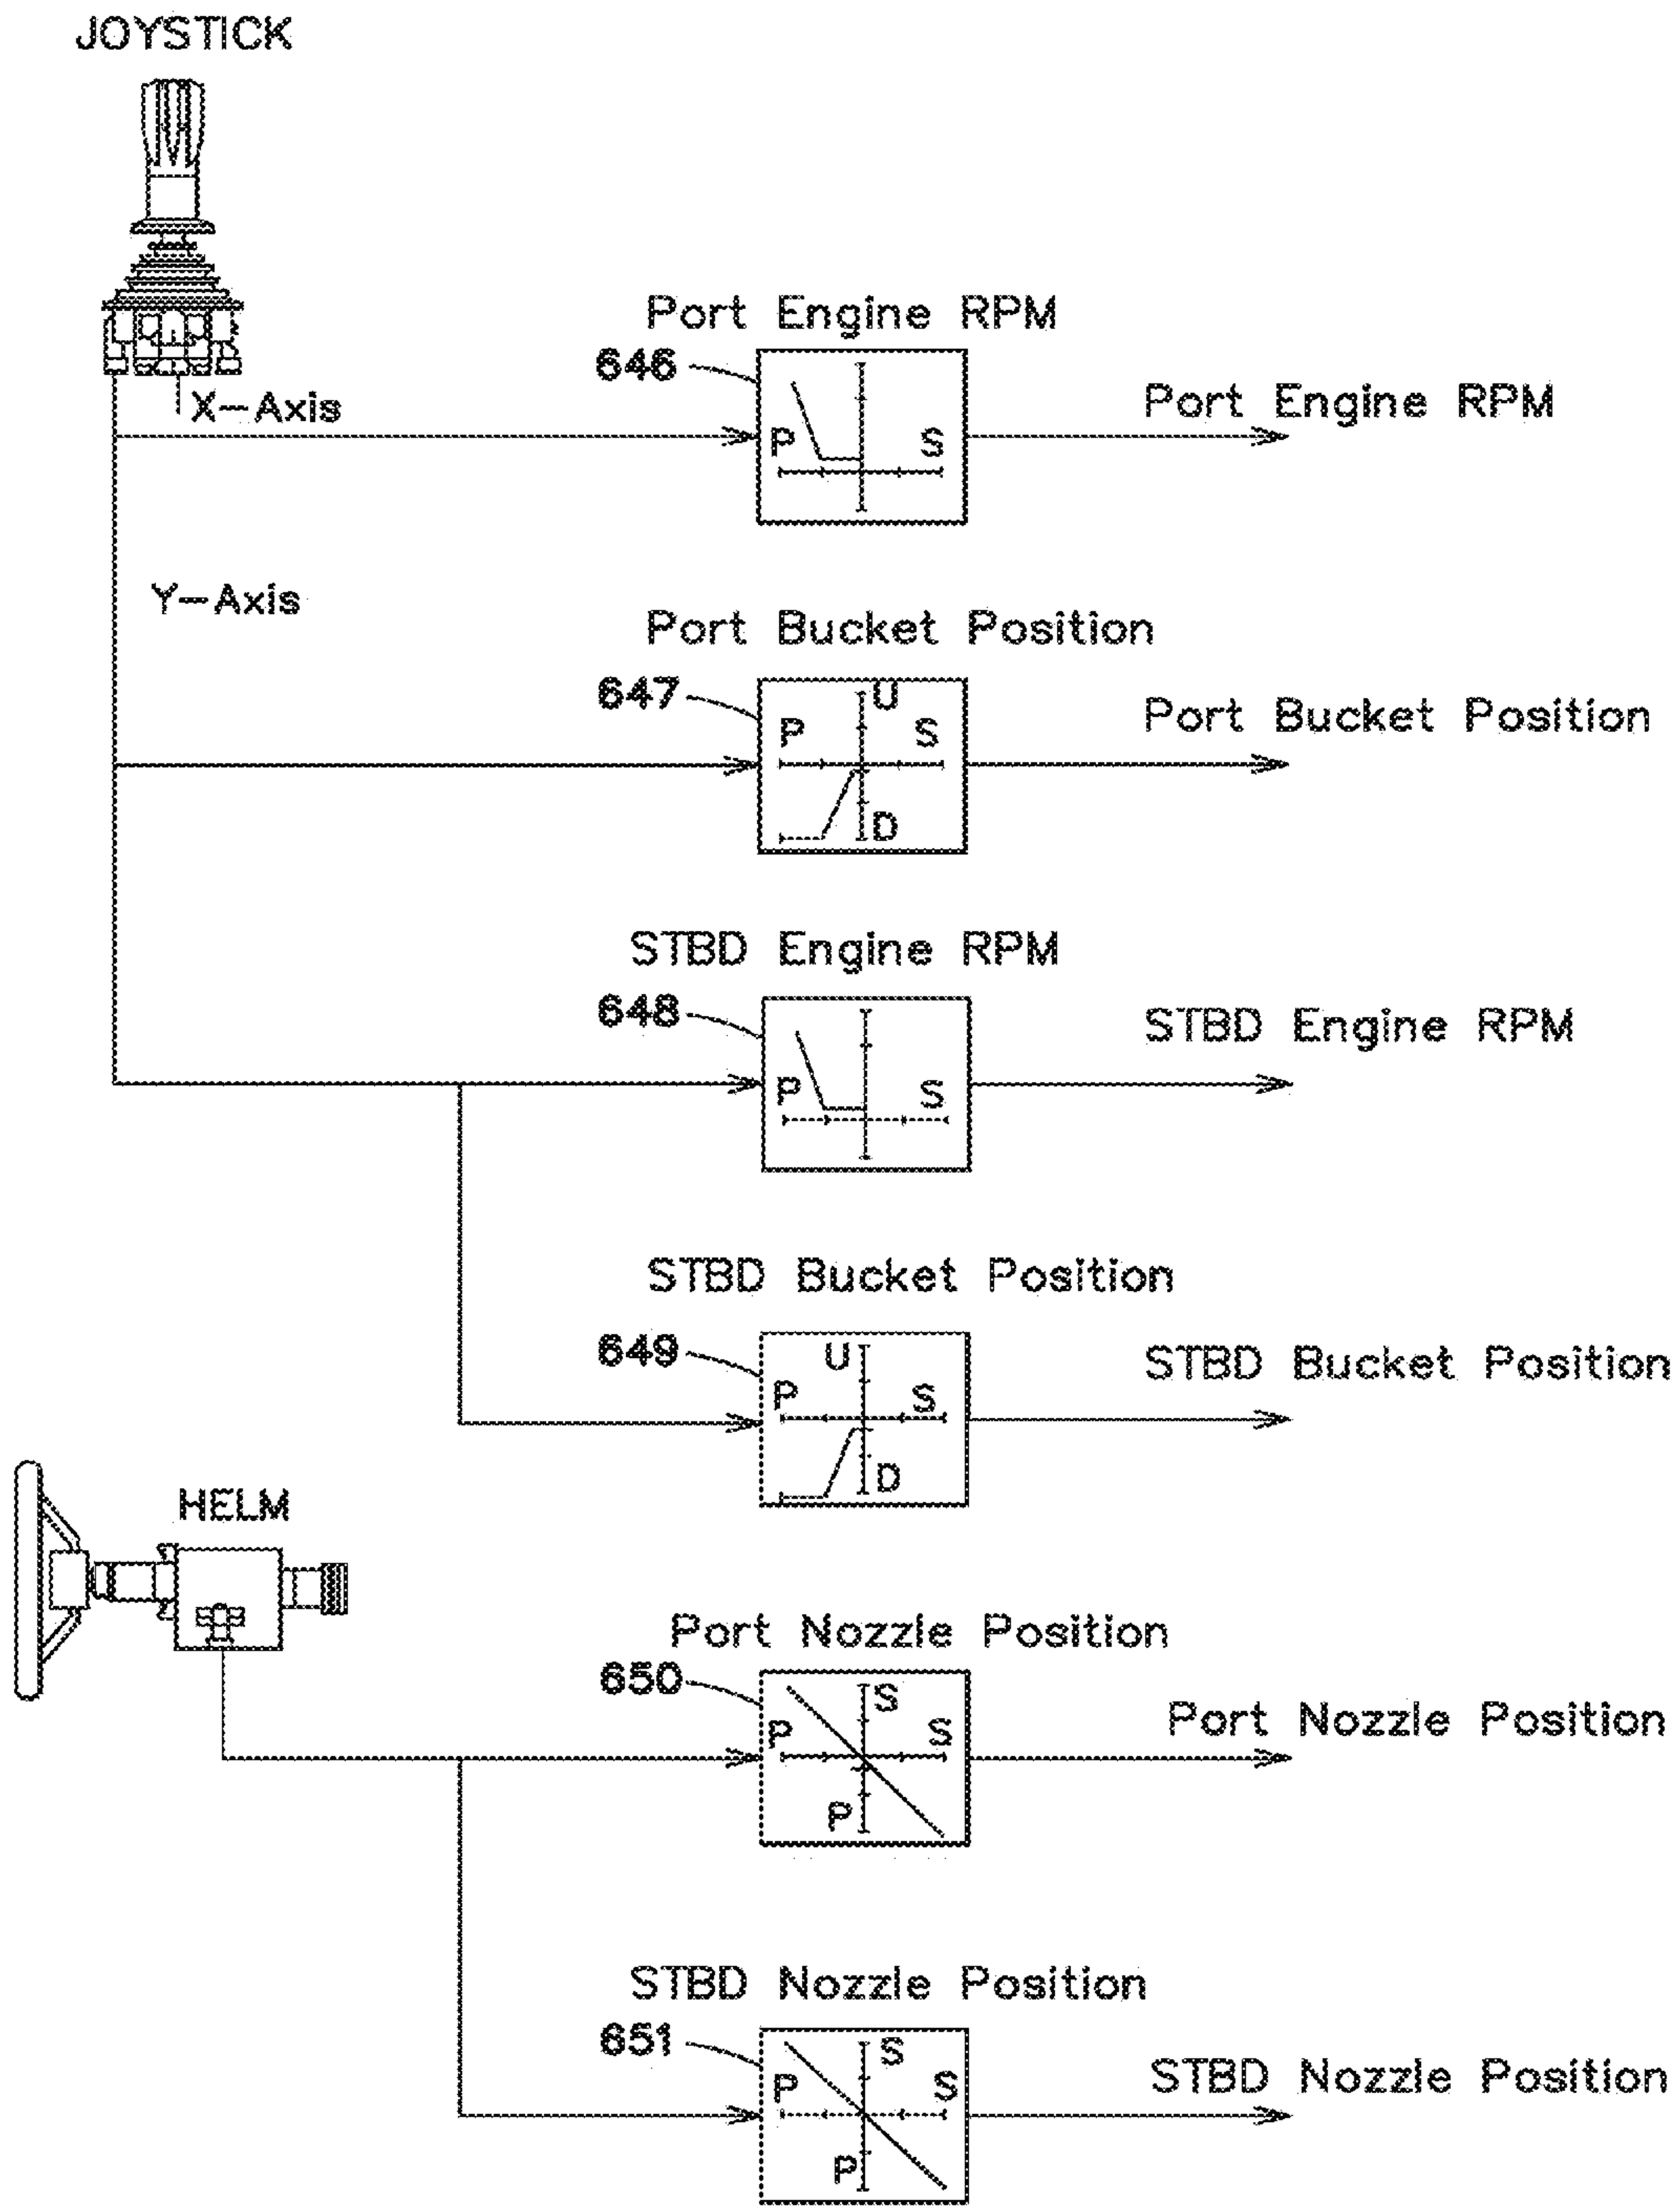 JOYSTICK
X-Axis
Port Engine RPM
646
P S
Port Engine RPM
Y-Axis
Port Bucket Position
647
U
P S
D
Port Bucket Position
STBD Engine RPM
648
P S
STBD Engine RPM
STBD Bucket Position
649
U
P S
D
STBD Bucket Position
HELM
Port Nozzle Position
650
S
P S
P
Port Nozzle Position
STBD Nozzle Position
651
S
P S
P
STBD Nozzle Position